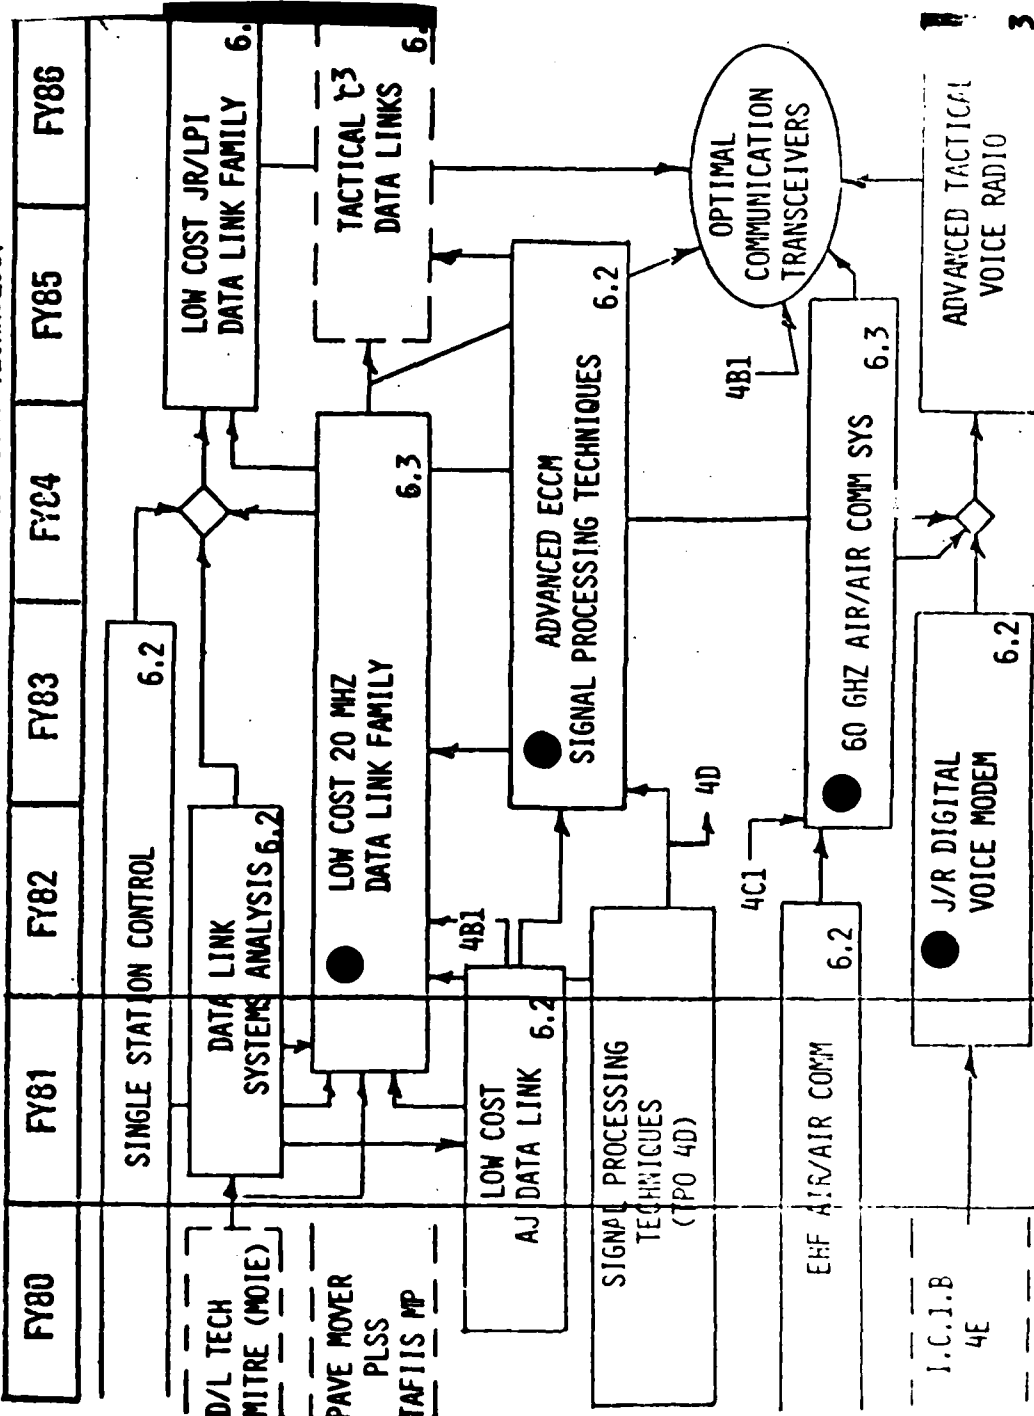 FY80
FY81
FY82
FY83
FY84
FY85
FY86
SINGLE STATION CONTROL
6.2
D/L TECH
MITRE (MOIE)
DATA LINK
SYSTEMS ANALYSIS
6.2
LOW COST JR/LPI
DATA LINK FAMILY
6.
PAVE MOVER
PLSS
TAFIIS MP
LOW COST 20 MHZ
DATA LINK FAMILY
6.3
TACTICAL C3
DATA LINKS
6.
LOW COST
AJ DATA LINK
6.2
4B1
ADVANCED ECCM
SIGNAL PROCESSING TECHNIQUES
6.2
SIGNAL PROCESSING
TECHNIQUES
(TPO 4D)
4D
OPTIMAL
COMMUNICATION
TRANSCEIVERS
4B1
EHF AIR/AIR COMM
6.2
4C1
60 GHZ AIR/AIR COMM SYS
6.3
I.C.1.B
4E
J/R DIGITAL
VOICE MODEM
6.2
ADVANCED TACTICAL
VOICE RADIO
3